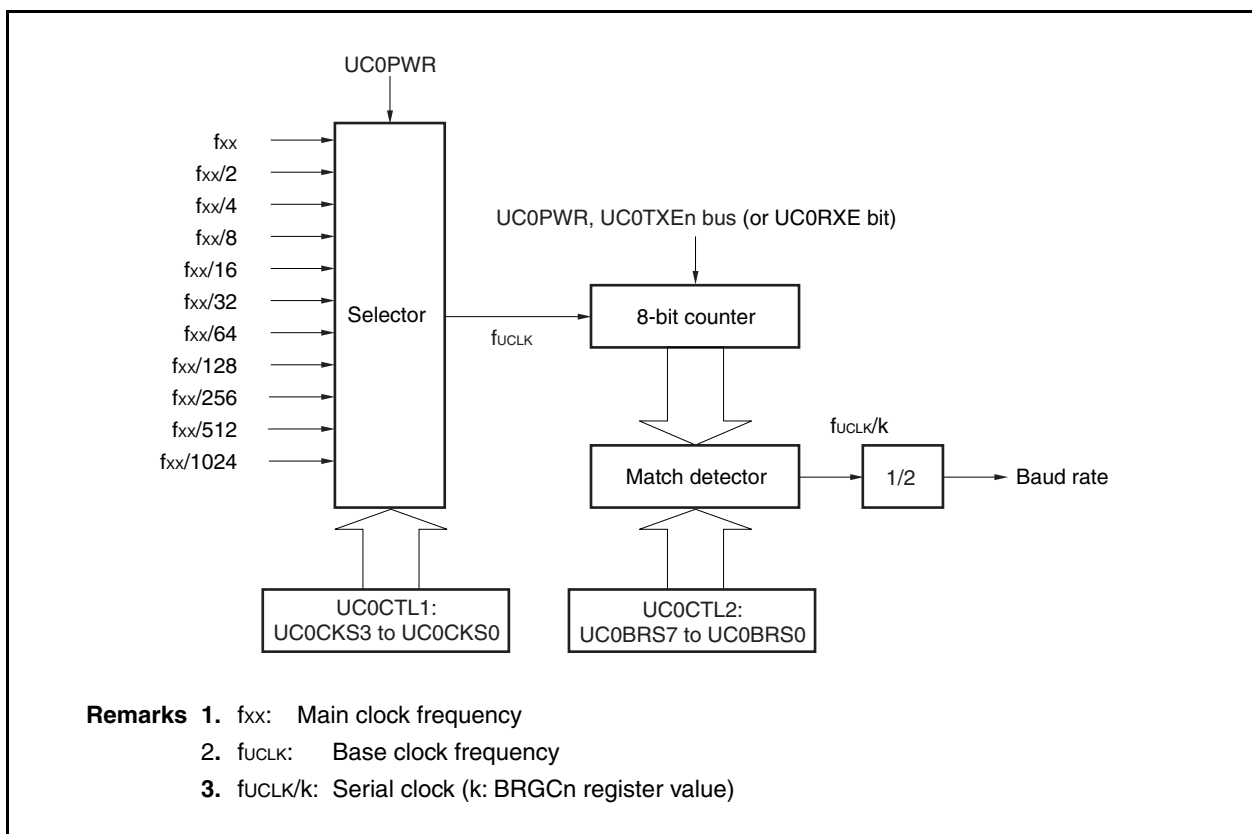 UC0PWR
fxx
fxx/2
fxx/4
fxx/8
fxx/16
fxx/32
fxx/64
fxx/128
fxx/256
fxx/512
fxx/1024
Selector
fUCLK
UC0PWR, UC0TXEn bus (or UC0RXE bit)
8-bit counter
Match detector
fUCLK/k
1/2
Baud rate
UC0CTL1:
UC0CKS3 to UC0CKS0
UC0CTL2:
UC0BRS7 to UC0BRS0
Remarks 1. fxx: Main clock frequency
2. fUCLK: Base clock frequency
3. fUCLK/k: Serial clock (k: BRGCn register value)